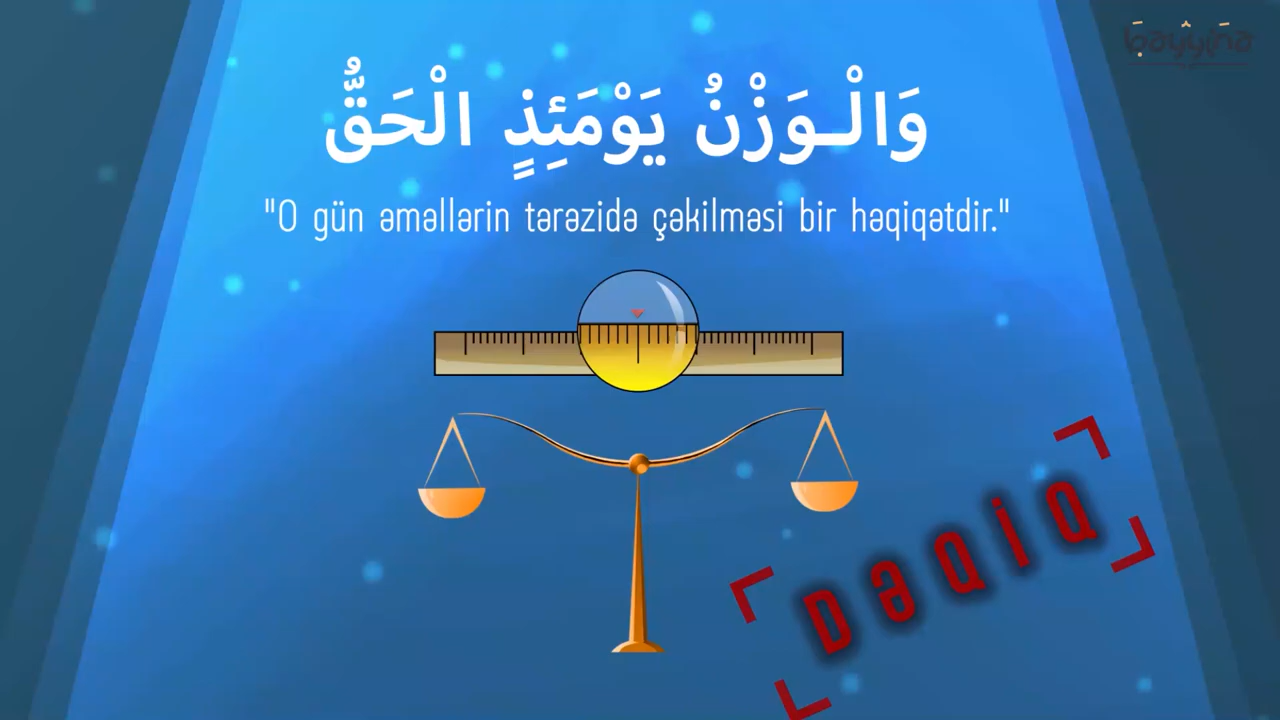 bayyina
وَالْـوَزْنُ يَوْمَئِذٍ الْحَقُّ
"O gün əməllərin tərəzidə çəkilməsi bir həqiqətdir."
DƏQİQ